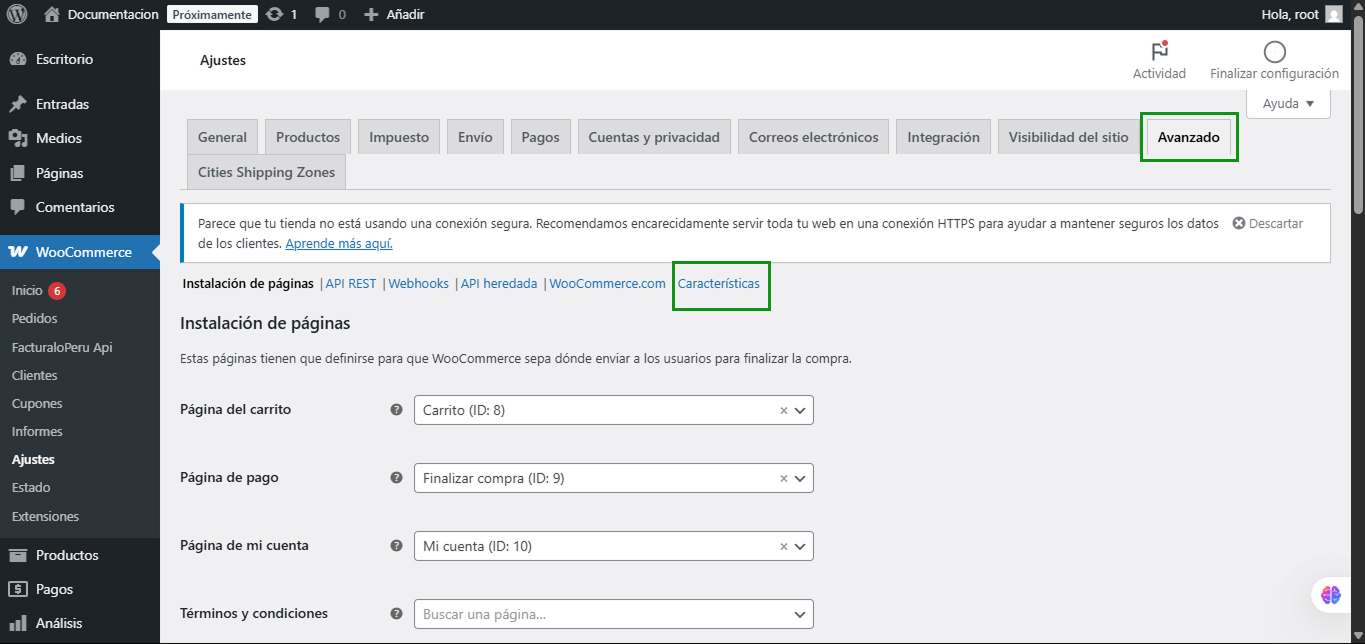 Documentacion Próximamente 1 0 Añadir Hola, root
Escritorio
Entradas
Medios
Páginas
Comentarios
WooCommerce
Inicio 6
Pedidos
FacturaloPeru Api
Clientes
Cupones
Informes
Ajustes
Estado
Extensiones
Productos
Pagos
Análisis
Ajustes
Actividad
Finalizar configuración
Ayuda
General Productos Impuesto Envío Pagos Cuentas y privacidad Correos electrónicos Integración Visibilidad del sitio Avanzado
Cities Shipping Zones
Parece que tu tienda no está usando una conexión segura. Recomendamos encarecidamente servir toda tu web en una conexión HTTPS para ayudar a mantener seguros los datos
de los clientes. Aprende más aquí.
Descartar
Instalación de páginas | API REST | Webhooks | API heredada | WooCommerce.com Características
Instalación de páginas
Estas páginas tienen que definirse para que WooCommerce sepa dónde enviar a los usuarios para finalizar la compra.
Página del carrito Carrito (ID: 8) ×
Página de pago Finalizar compra (ID: 9) ×
Página de mi cuenta Mi cuenta (ID: 10) ×
Términos y condiciones Buscar una página...